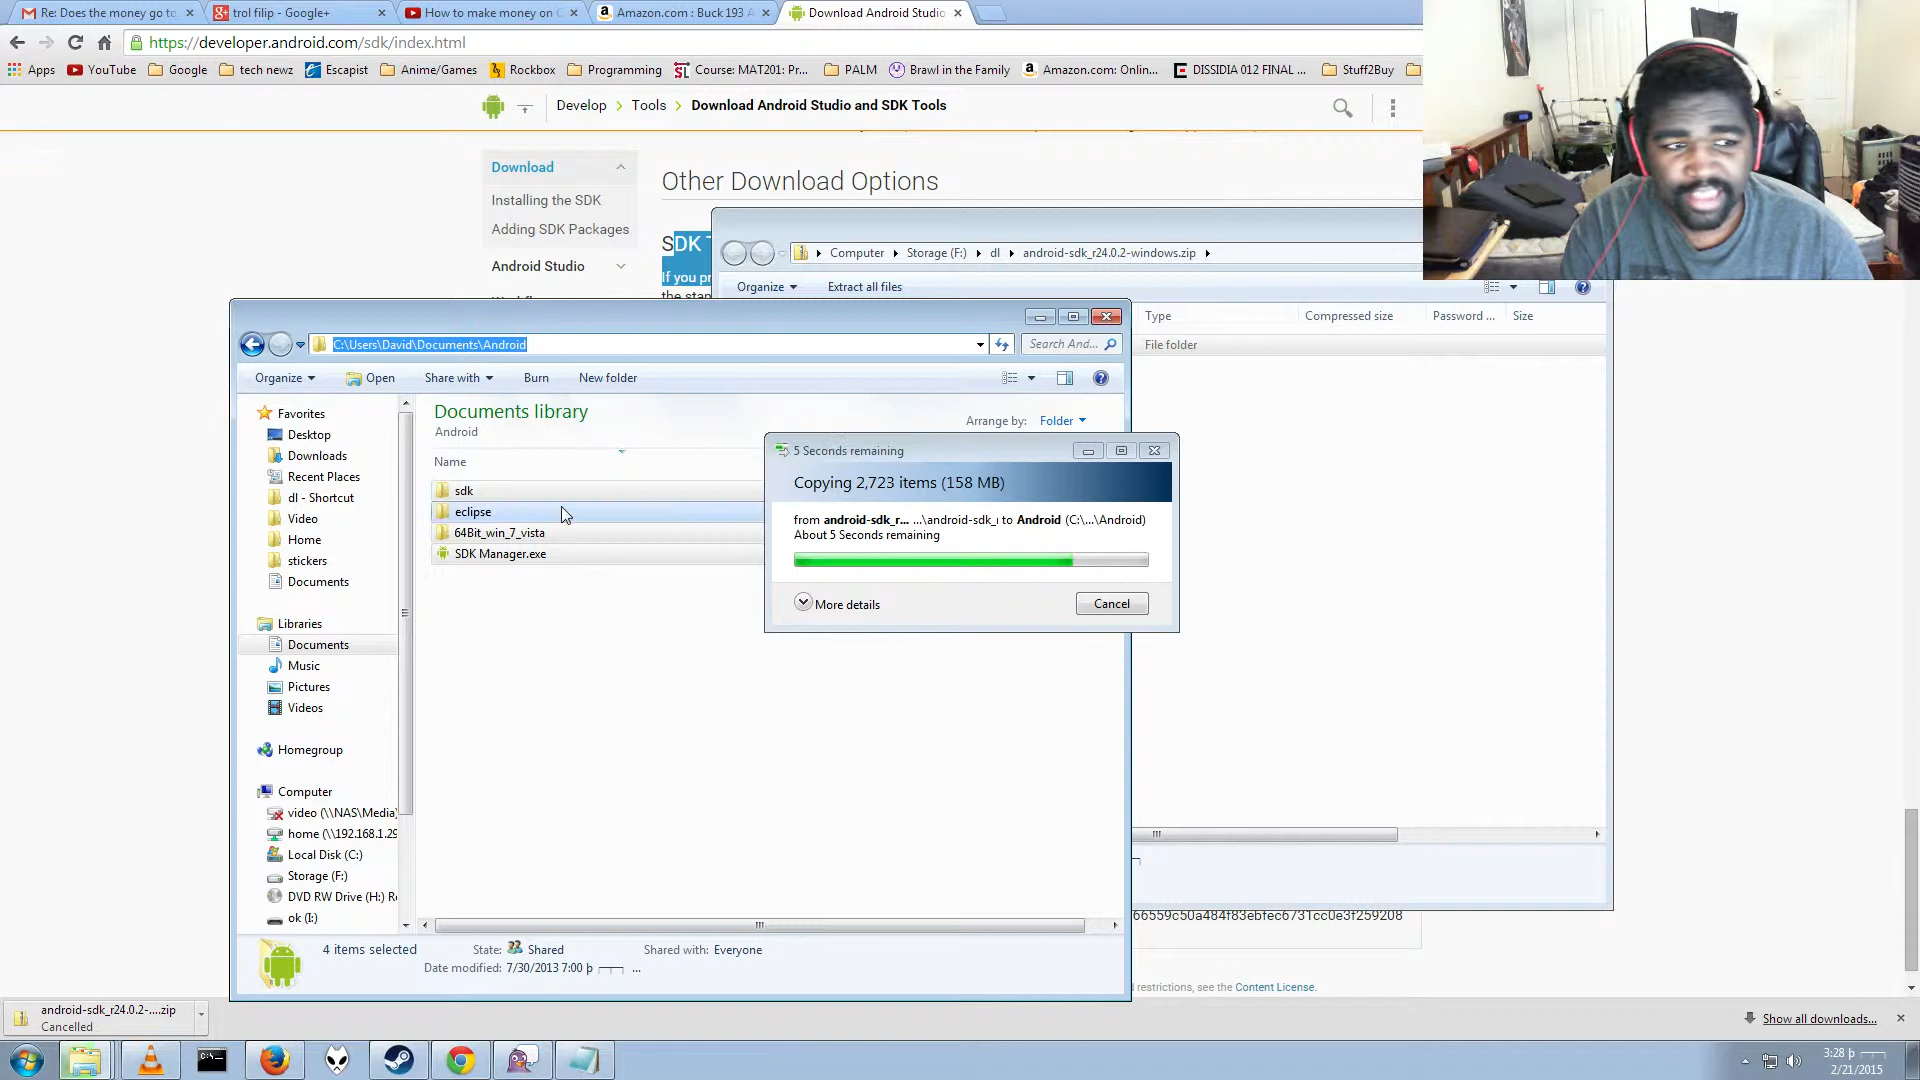 Re: Does the money go to
trol filip - Google+
How to make money on C
Amazon.com : Buck 193 A
Download Android Studio
https://developer.android.com/sdk/index.html
Apps
YouTube
Google
tech newz
Escapist
Anime/Games
Rockbox
Programming
Course: MAT201: Pr...
PALM
Brawl in the Family
Amazon.com: Onlin...
DISSIDIA 012 FINAL ...
Stuff2Buy
Develop
Tools
Download Android Studio and SDK Tools
Download
Installing the SDK
Adding SDK Packages
Android Studio
Other Download Options
SDK
If you pr
the stan
Computer
Storage (F:)
dl
android-sdk_r24.0.2-windows.zip
Organize
Extract all files
Type
Compressed size
Password ...
Size
File folder
C:\Users\David\Documents\Android
Search And...
Organize
Open
Share with
Burn
New folder
Documents library
Android
Arrange by:
Folder
Name
sdk
eclipse
64Bit_win_7_vista
SDK Manager.exe
Favorites
Desktop
Downloads
Recent Places
dl - Shortcut
Video
Home
stickers
Documents
Libraries
Documents
Music
Pictures
Videos
Homegroup
Computer
video (\\NAS\Media)
home (\\192.168.1.29
Local Disk (C:)
Storage (F:)
DVD RW Drive (H:) Re
ok (I:)
5 Seconds remaining
Copying 2,723 items (158 MB)
from android-sdk_r... ...\android-sdk_ to Android (C:\...\Android)
About 5 Seconds remaining
More details
Cancel
4 items selected
State:
Shared
Shared with:
Everyone
Date modified:
7/30/2013 7:00 þ
...
66559c50a484f83ebfec6731cc0e3f259208
restrictions, see the Content License.
android-sdk_r24.0.2-....zip
Cancelled
Show all downloads...
3:28 þ
2/21/2015